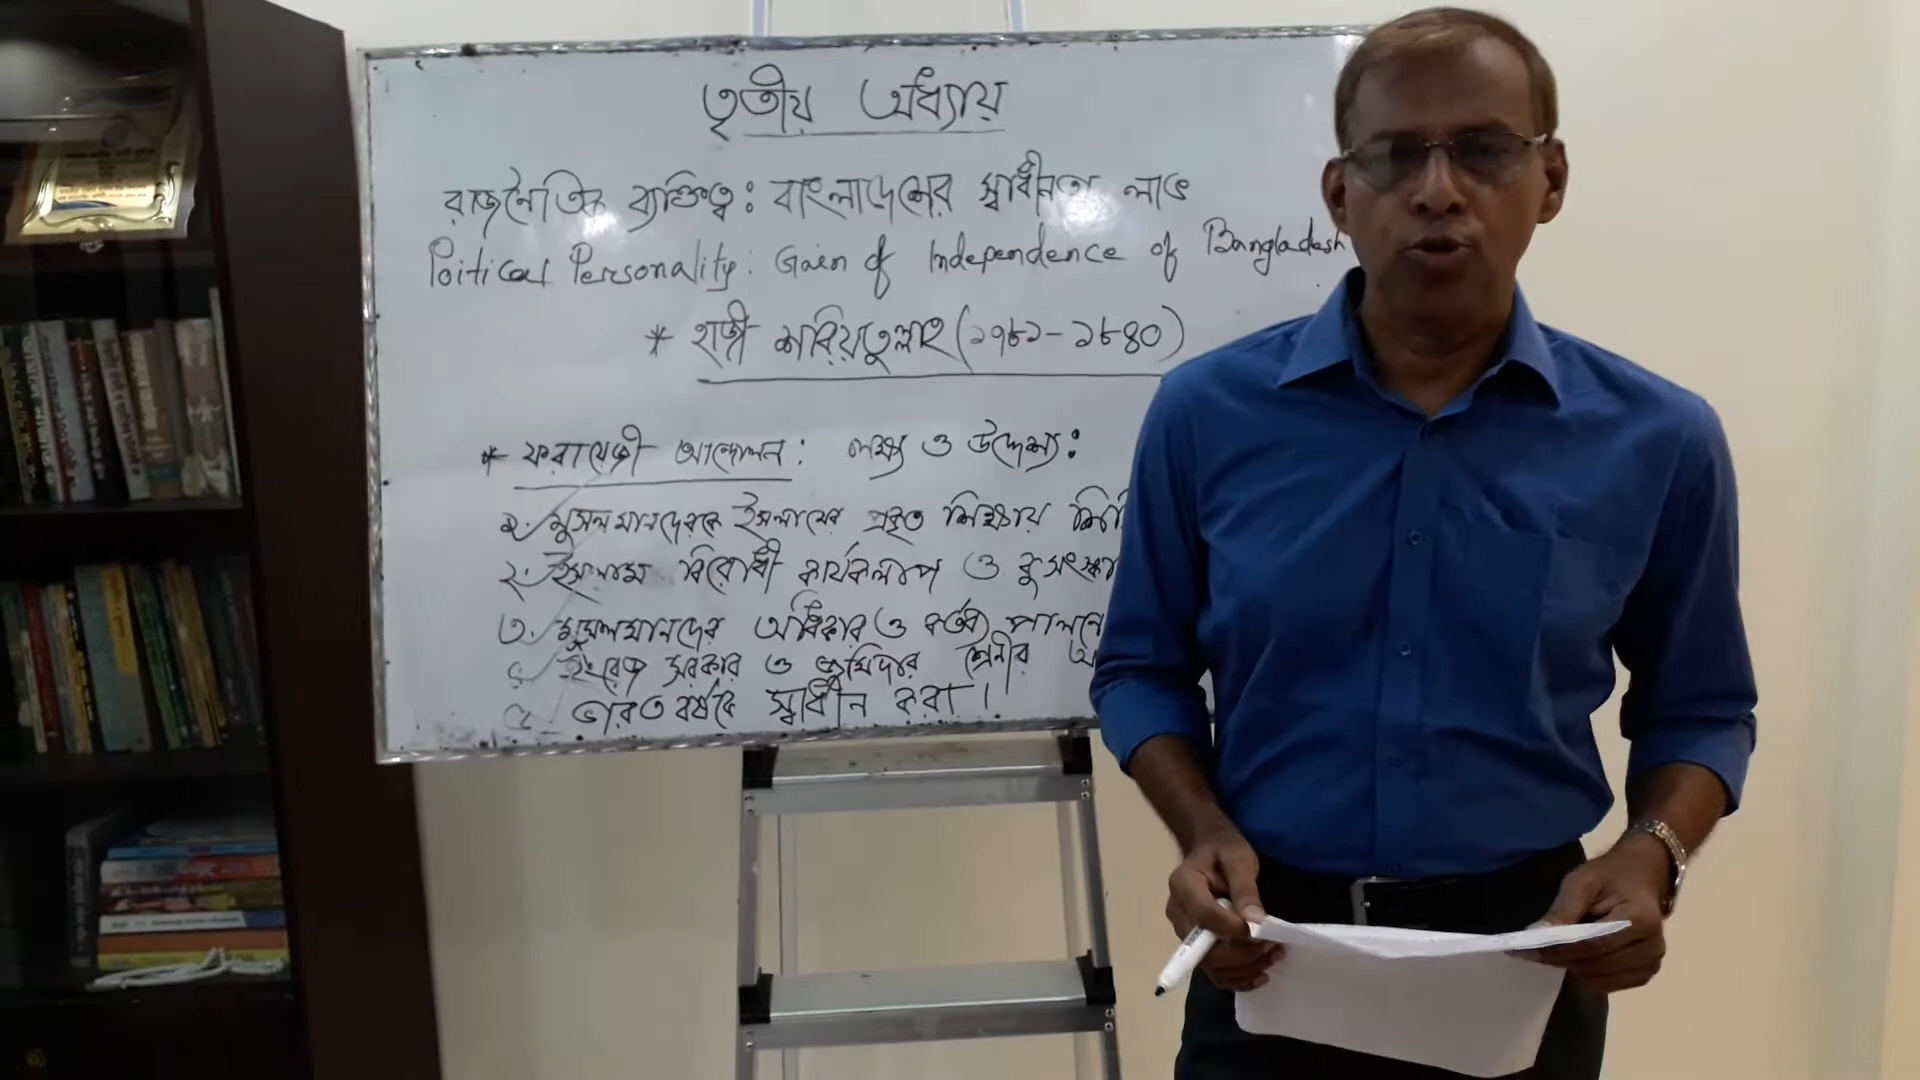 তৃতীয় অধ্যায়
রাজনৈতিক ব্যক্তিত্ব: বাংলাদেশের স্বাধীনতা লাভ
Poitical Personality: Gain of Independence of Bangladesh
* হাজী শরিয়তুল্লাহ (১৭৮১-১৮৪০)
* ফরায়েজী আন্দোলন: লক্ষ্য ও উদ্দেশ্য:
১. মুসলমানদেরকে ইসলামের প্রকৃত শিক্ষায়
২. ইসলাম বিরোধী কার্যকলাপ ও
৩. মুসলমানদের অধিকার ও কর্তব্য
৪. ইংরেজ সরকার ও জমিদার শ্রেনীর
৫. ভারতবর্ষকে স্বাধীন করা।